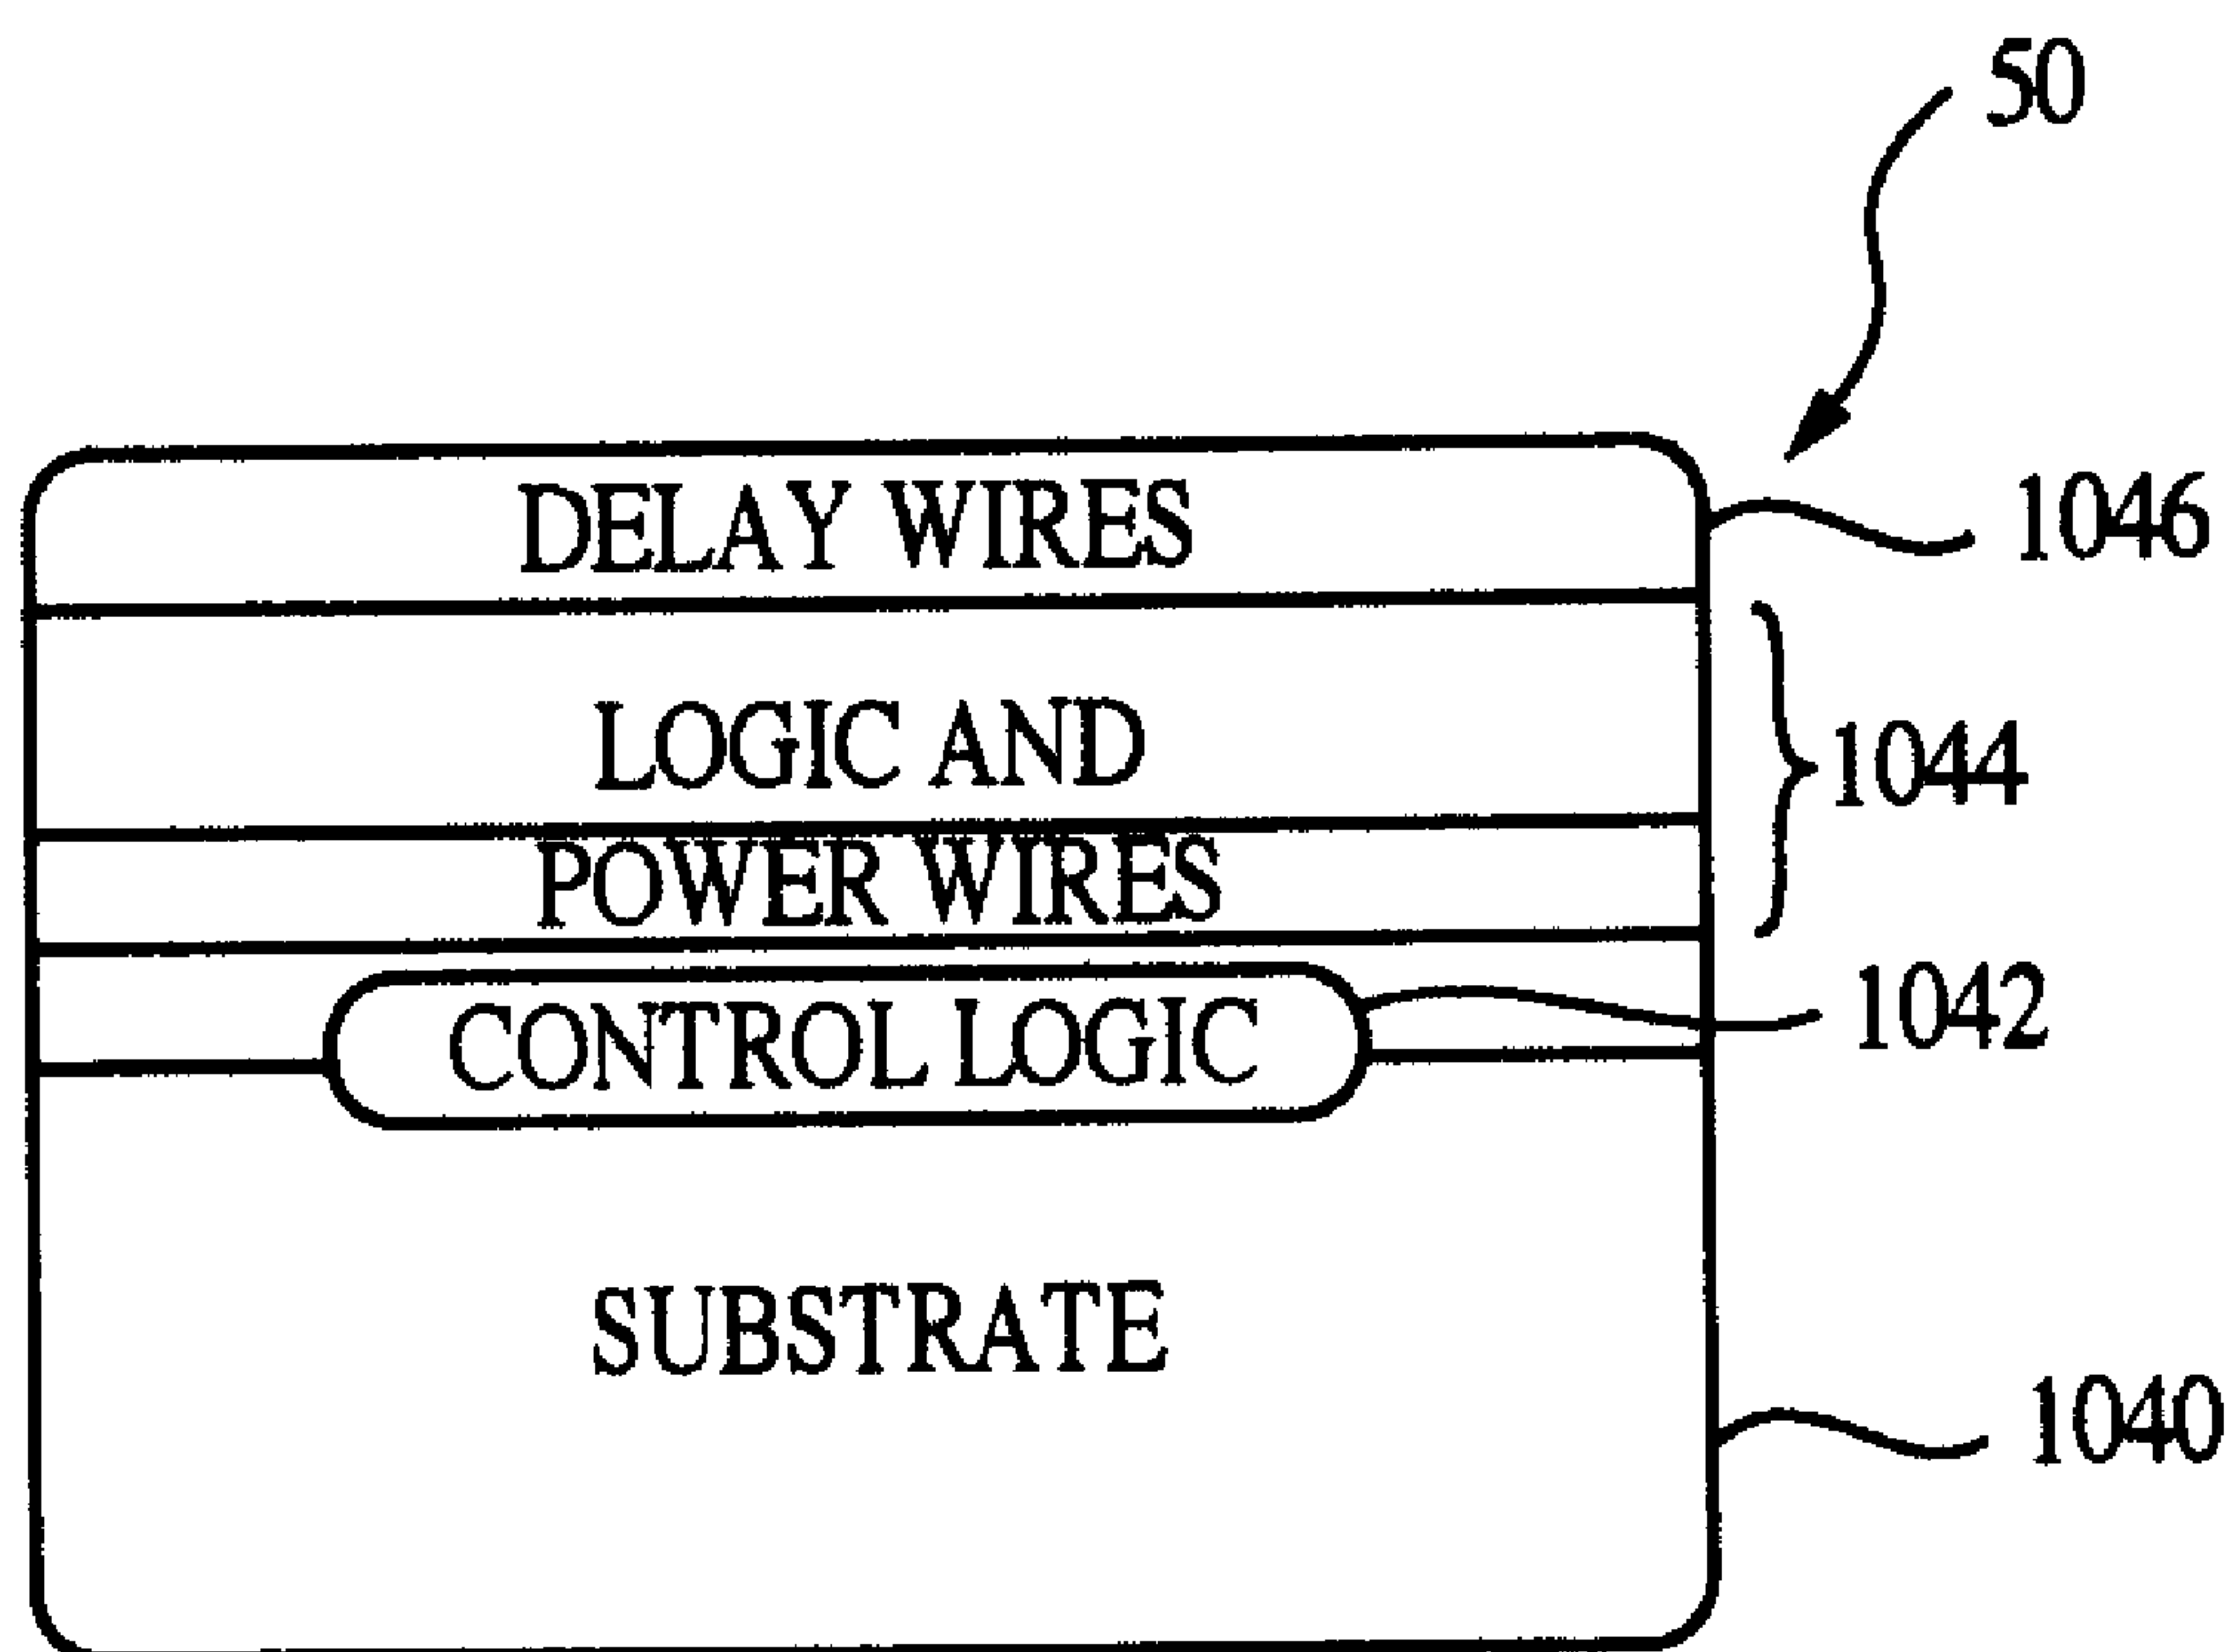 50
DELAY WIRES
1046
LOGIC AND
1044
POWER WIRES
CONTROL LOGIC
1042
SUBSTRATE
1040